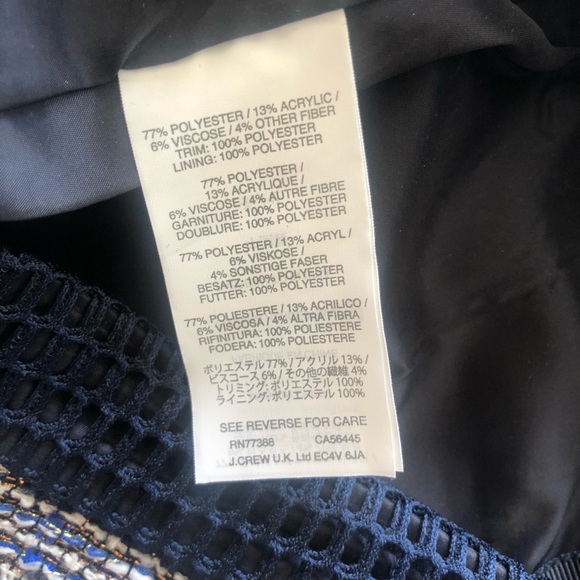 77% POLYESTER / 13% ACRYLIC /
6% VISCOSE / 4% OTHER FIBER
TRIM: 100% POLYESTER
LINING: 100% POLYESTER
77% POLYESTER /
13% ACRYLIQUE /
6% VISCOSE / 4% AUTRE FIBRE
GARNITURE: 100% POLYESTER
DOUBLURE: 100% POLYESTER
77% POLYESTER / 13% ACRYL /
6% VISKOSE /
4% SONSTIGE FASER
BESATZ: 100% POLYESTER
FUTTER: 100% POLYESTER
77% POLIESTERE / 13% ACRILICO /
6% VISCOSA / 4% ALTRA FIBRA
RIFINITURA: 100% POLIESTERE
FODERA: 100% POLIESTERE
ポリエステル 77% / アクリル 13% /
ビスコース 6% / その他の繊維 4%
トリミング: ポリエステル 100%
ライニング: ポリエステル 100%
SEE REVERSE FOR CARE
RN77388 CA56445
J.CREW U.K. Ltd EC4V 6JA